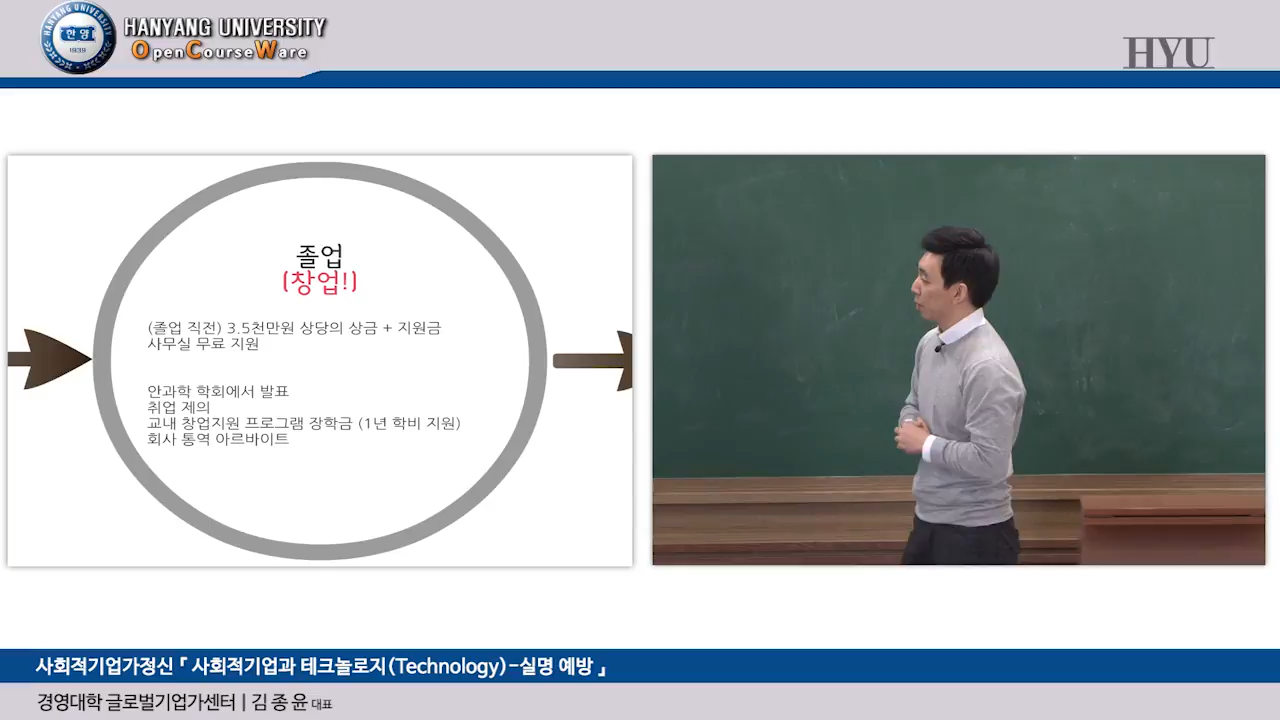 HANYANG UNIVERSITY
한양
1939
HANYANG UNIVERSITY
OpenCourseWare
HYU
졸업
(창업!)
(졸업 직전) 3.5천만원 상당의 상금 + 지원금
사무실 무료 지원
안과학 학회에서 발표
취업 제의
교내 창업지원 프로그램 장학금 (1년 학비 지원)
회사 통역 아르바이트
사회적기업가정신 『 사회적기업과 테크놀로지(Technology)-실명 예방 』
경영대학 글로벌기업가센터 | 김 종 윤 대표